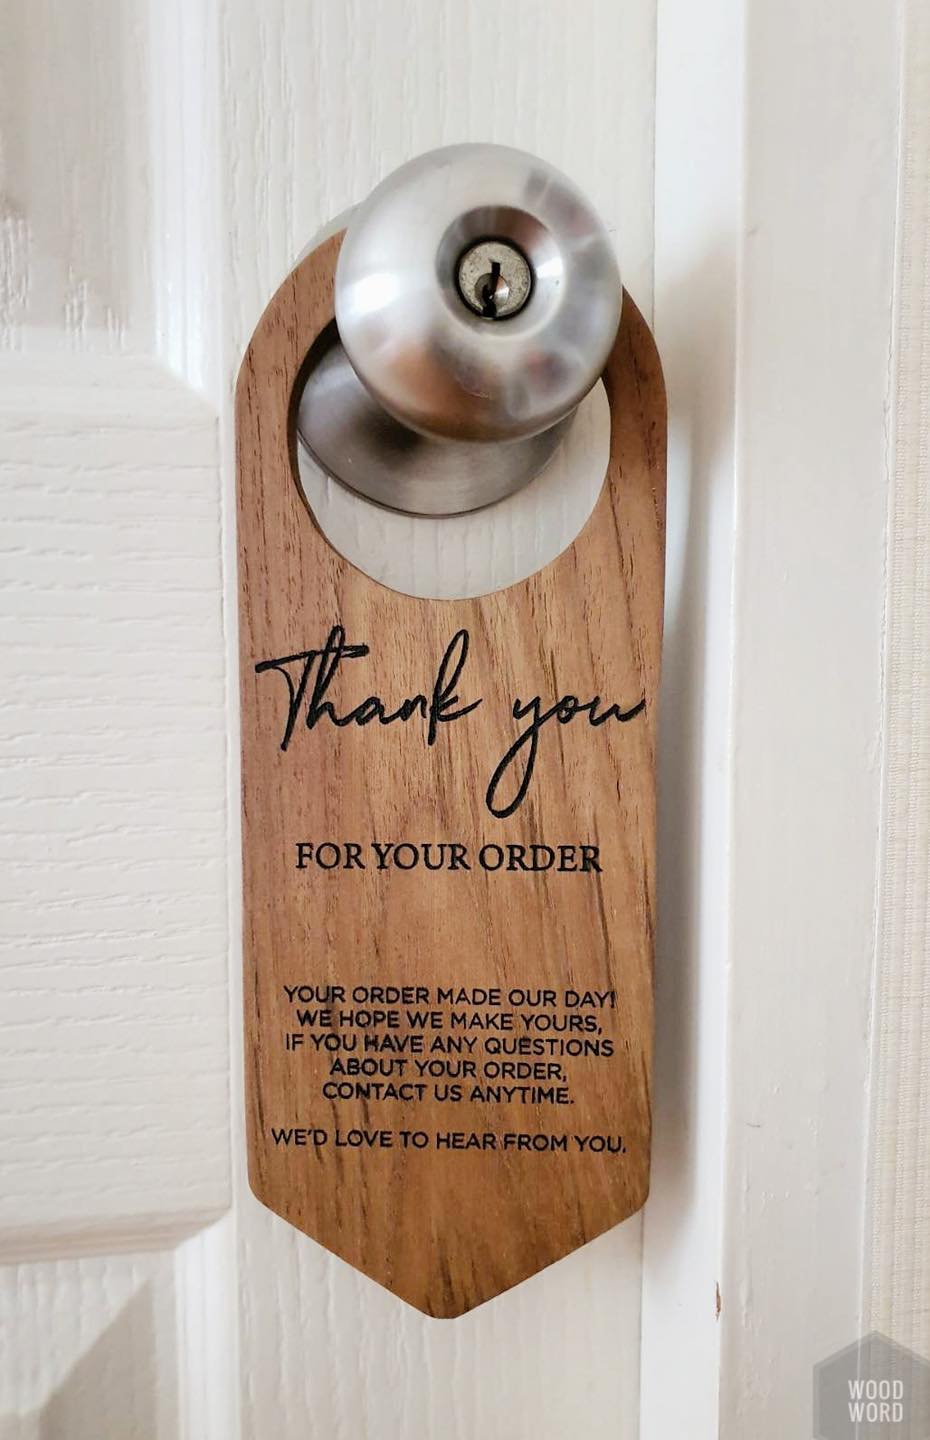 Thank you
FOR YOUR ORDER
YOUR ORDER MADE OUR DAY!
WE HOPE WE MAKE YOURS,
IF YOU HAVE ANY QUESTIONS
ABOUT YOUR ORDER,
CONTACT US ANYTIME.
WE'D LOVE TO HEAR FROM YOU.
WOOD
WORD